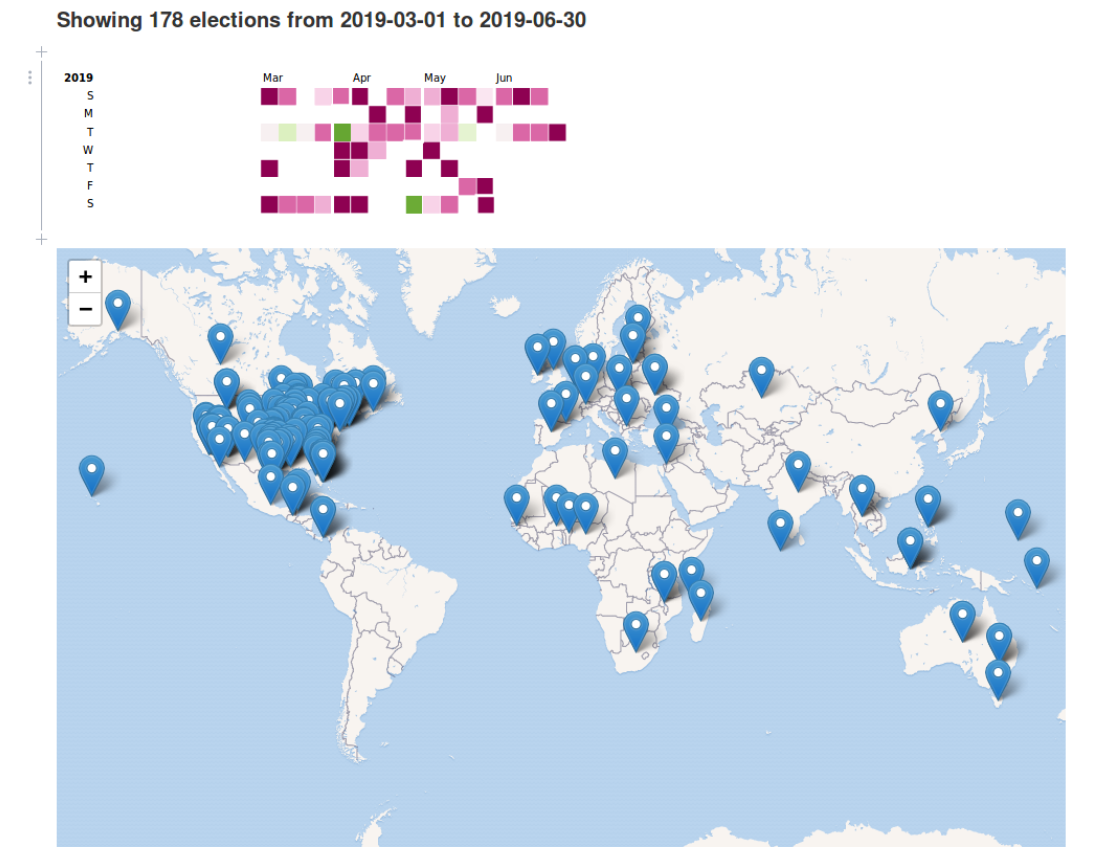 Showing 178 elections from 2019-03-01 to 2019-06-30
2019 Mar Apr May Jun
S
M
T
W
T
F
S
+
−